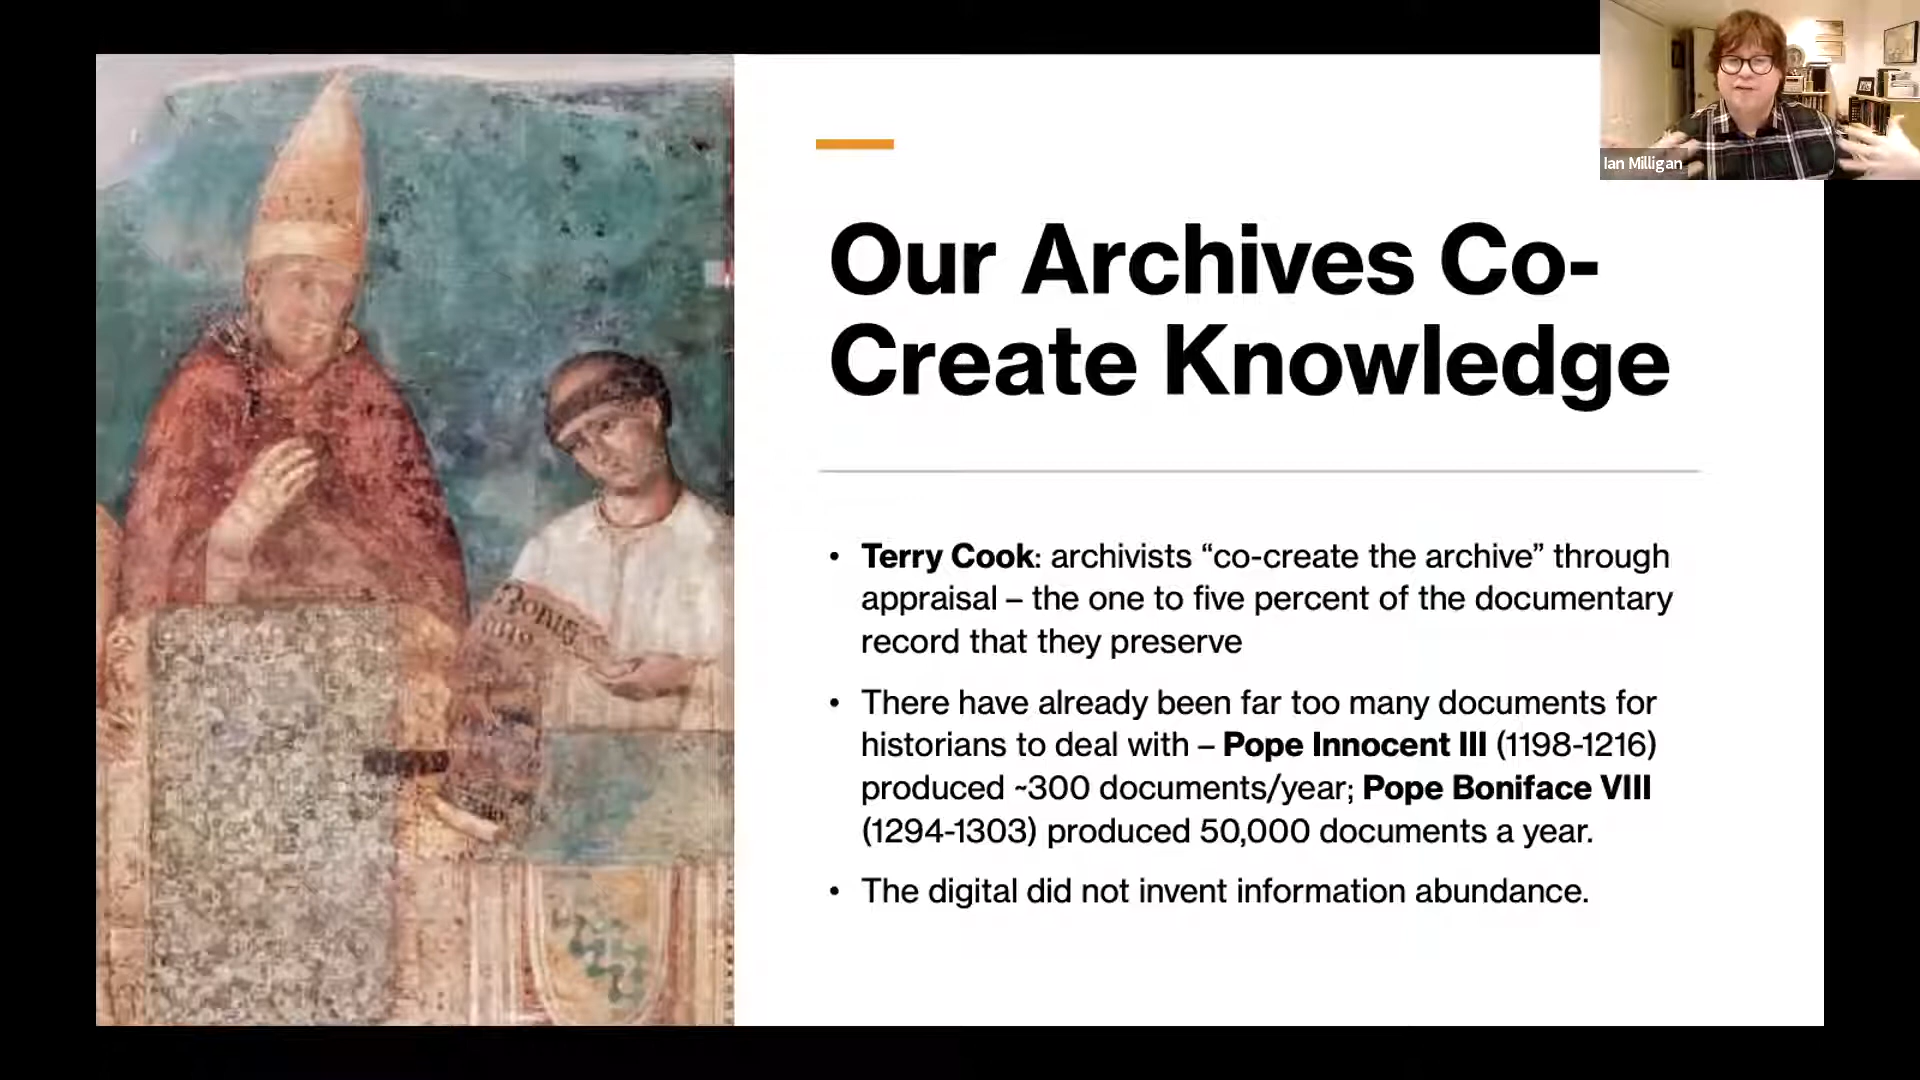 Ian Milligan
Our Archives Co-
Create Knowledge
• Terry Cook: archivists “co-create the archive” through
appraisal – the one to five percent of the documentary
record that they preserve
• There have already been far too many documents for
historians to deal with – Pope Innocent III (1198-1216)
produced ~300 documents/year; Pope Boniface VIII
(1294-1303) produced 50,000 documents a year.
• The digital did not invent information abundance.